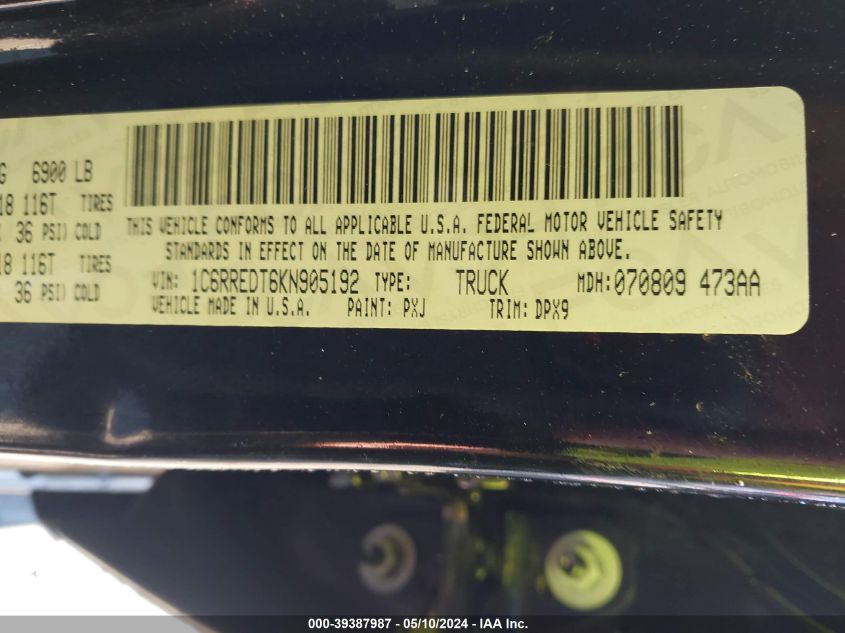 G 6900 LB
18 116T TIRES
36 PSI) COLD
18 116T TIRES
36 PSI) COLD
THIS VEHICLE CONFORMS TO ALL APPLICABLE U.S.A. FEDERAL MOTOR VEHICLE SAFETY
STANDARDS IN EFFECT ON THE DATE OF MANUFACTURE SHOWN ABOVE.
VIN: 1C6RREDT6KN905192 TYPE: TRUCK MDH: 070809 473AA
VEHICLE MADE IN U.S.A. PAINT: PXJ TRIM: DPX9
000-39387987 - 05/10/2024 - IAA Inc.